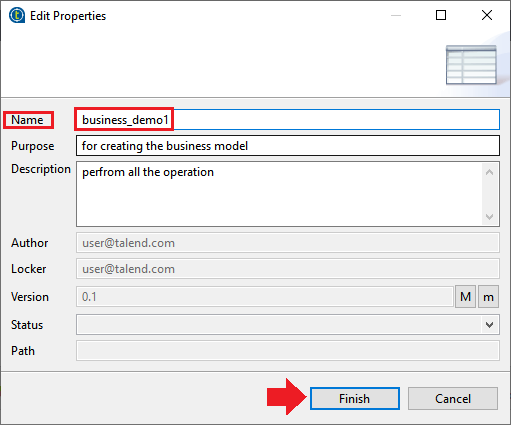 Edit Properties
Name business_demo1
Purpose for creating the business model
Description perfrom all the operation
Author user@talend.com
Locker user@talend.com
Version 0.1 M m
Status
Path
Finish Cancel